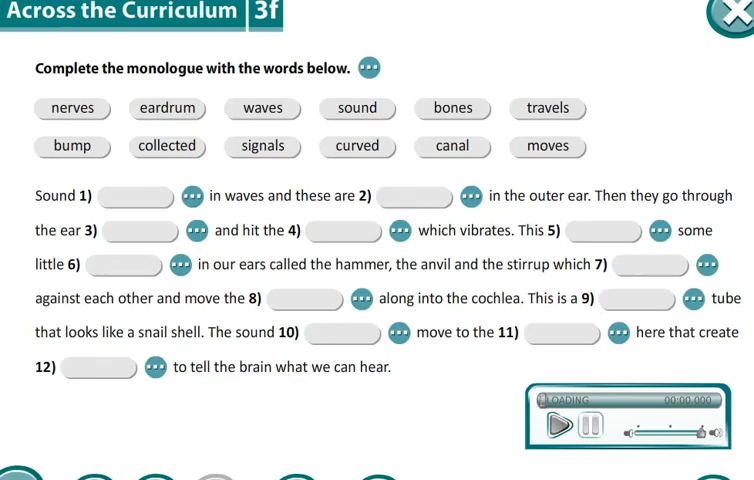 Across the Curriculum 3f
Complete the monologue with the words below.
nerves eardrum waves sound bones travels
bump collected signals curved canal moves
Sound 1) in waves and these are 2) in the outer ear. Then they go through
the ear 3) and hit the 4) which vibrates. This 5) some
little 6) in our ears called the hammer, the anvil and the stirrup which 7)
against each other and move the 8) along into the cochlea. This is a 9) tube
that looks like a snail shell. The sound 10) move to the 11) here that create
12) to tell the brain what we can hear.
LOADING 00:00.000